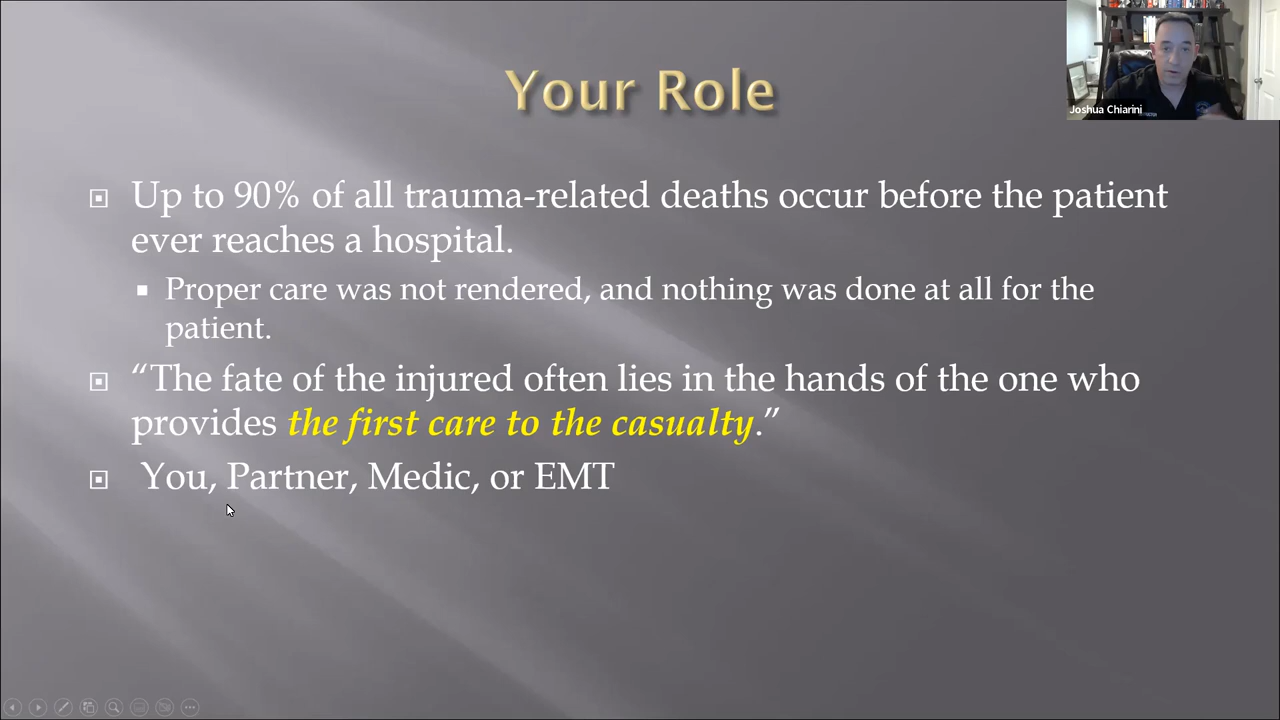 Your Role
Joshua Chiarini
Up to 90% of all trauma-related deaths occur before the patient
ever reaches a hospital.
Proper care was not rendered, and nothing was done at all for the
patient.
“The fate of the injured often lies in the hands of the one who
provides the first care to the casualty.”
You, Partner, Medic, or EMT